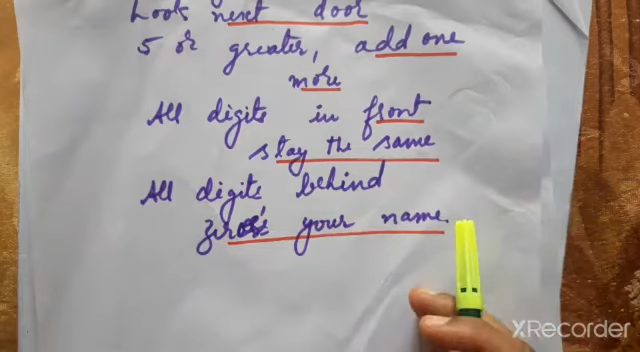 Look next door
5 or greater, add one
more
All digits in front
stay the same
All digits behind
zero's your name
XRecorder